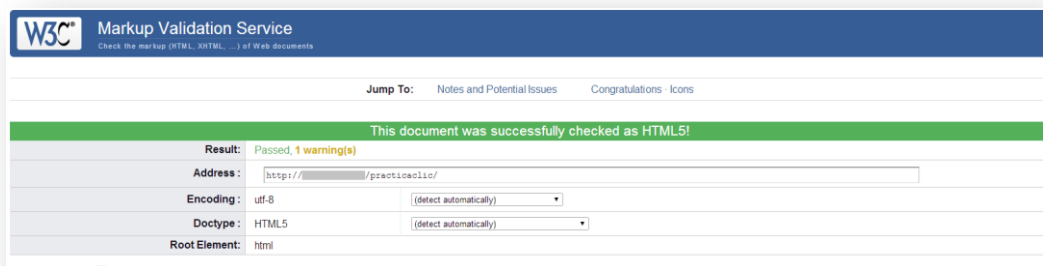 W3C® Markup Validation Service
Check the markup (HTML, XHTML, ...) of Web documents
Jump To: Notes and Potential Issues Congratulations · Icons
This document was successfully checked as HTML5!
Result: Passed, 1 warning(s)
Address : http:// /practicaclic/
Encoding : utf-8 (detect automatically)
Doctype : HTML5 (detect automatically)
Root Element: html